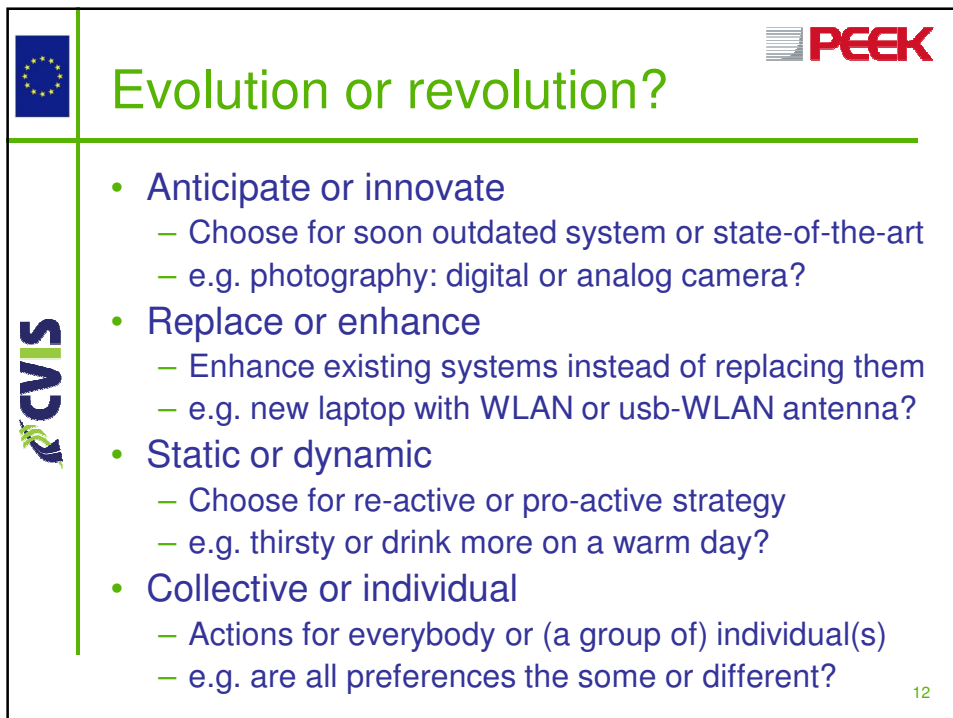 PEEK
Evolution or revolution?
• Anticipate or innovate
– Choose for soon outdated system or state-of-the-art
– e.g. photography: digital or analog camera?
• Replace or enhance
– Enhance existing systems instead of replacing them
– e.g. new laptop with WLAN or usb-WLAN antenna?
• Static or dynamic
– Choose for re-active or pro-active strategy
– e.g. thirsty or drink more on a warm day?
• Collective or individual
– Actions for everybody or (a group of) individual(s)
– e.g. are all preferences the some or different?
CVIS
12